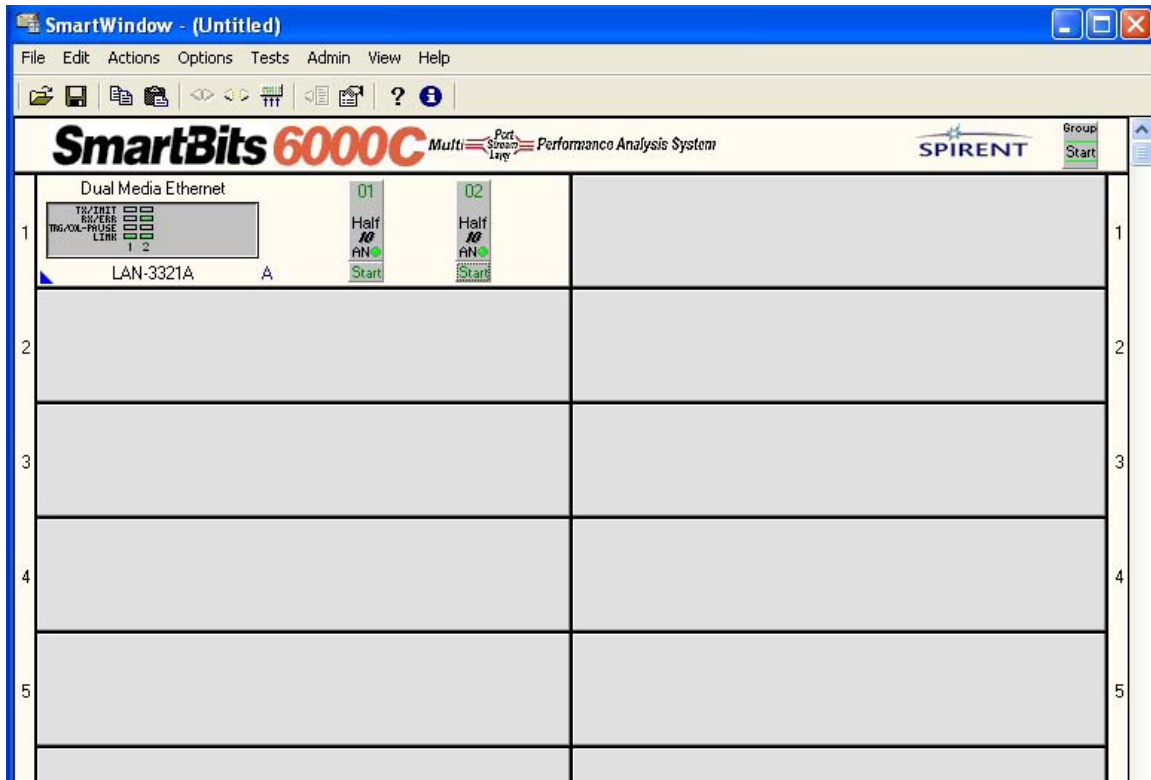 SmartWindow - (Untitled)
File Edit Actions Options Tests Admin View Help
SmartBits 6000C Multi Port Stream Layer Performance Analysis System
SPIRENT
Group
Start
1
Dual Media Ethernet
TX/INIT
RX/ERR
TRG/OL-PAUSE
LINK
1 2
LAN-3321A A
01
Half
10
AN
Start
02
Half
10
AN
Start
1
2 2
3 3
4 4
5 5